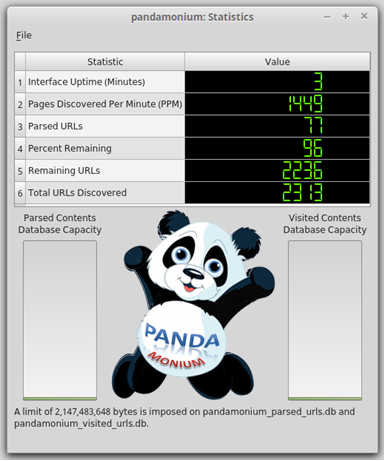 pandamonium: Statistics
File
Statistic Value
1 Interface Uptime (Minutes) 3
2 Pages Discovered Per Minute (PPM) 1449
3 Parsed URLs 77
4 Percent Remaining 96
5 Remaining URLs 2236
6 Total URLs Discovered 2313
Parsed Contents
Database Capacity
Visited Contents
Database Capacity
PANDA
MONIUM
A limit of 2,147,483,648 bytes is imposed on pandamonium_parsed_urls.db and
pandamonium_visited_urls.db.